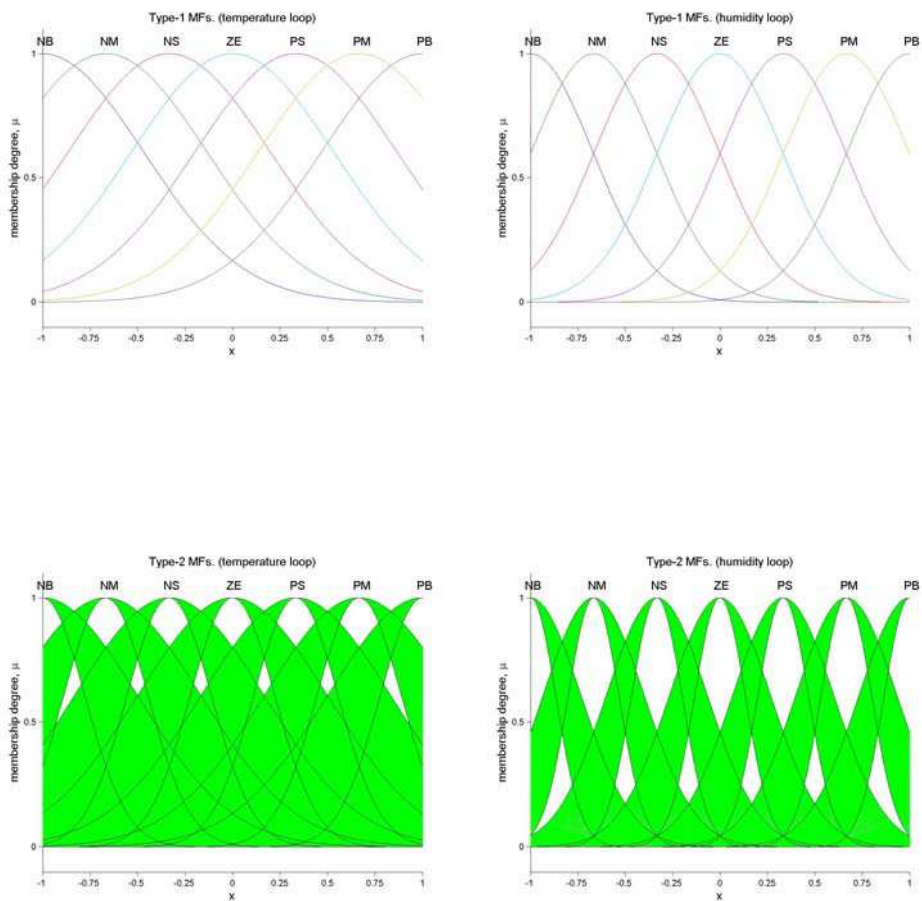 Type-1 MFs. (temperature loop)
NB NM NS ZE PS PM PB
1
0.5
0
membership degree, μ
-1 -0.75 -0.5 -0.25 0 0.25 0.5 0.75 1
x
Type-1 MFs. (humidity loop)
NB NM NS ZE PS PM PB
1
0.5
0
membership degree, μ
-1 -0.75 -0.5 -0.25 0 0.25 0.5 0.75 1
x
Type-2 MFs. (temperature loop)
NB NM NS ZE PS PM PB
1
0.5
0
membership degree, μ
-1 -0.75 -0.5 -0.25 0 0.25 0.5 0.75 1
x
Type-2 MFs. (humidity loop)
NB NM NS ZE PS PM PB
1
0.5
0
membership degree, μ
-1 -0.75 -0.5 -0.25 0 0.25 0.5 0.75 1
x